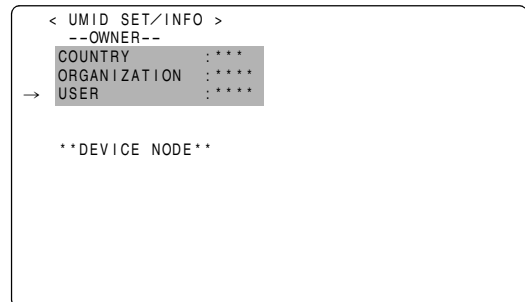 < UMID SET/INFO >
--OWNER--
COUNTRY :***
ORGANIZATION :****
→ USER :****
**DEVICE NODE**